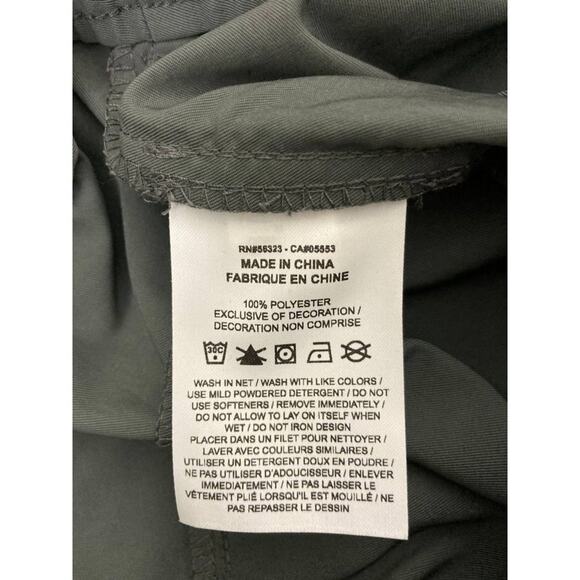 RN#56323 - CA#05553
MADE IN CHINA
FABRIQUE EN CHINE
100% POLYESTER
EXCLUSIVE OF DECORATION /
DECORATION NON COMPRISE
30C
WASH IN NET / WASH WITH LIKE COLORS /
USE MILD POWDERED DETERGENT / DO NOT
USE SOFTENERS / REMOVE IMMEDIATELY /
DO NOT ALLOW TO LAY ON ITSELF WHEN
WET / DO NOT IRON DESIGN
PLACER DANS UN FILET POUR NETTOYER /
LAVER AVEC COULEURS SIMILAIRES /
UTILISER UN DETERGENT DOUX EN POUDRE /
NE PAS UTILISER D'ADOUCISSEUR / ENLEVER
IMMEDIATEMENT / NE PAS LAISSER LE
VÊTEMENT PLIÉ LORSQU'IL EST MOUILLÉ / NE
PAS REPASSER LE DESSIN